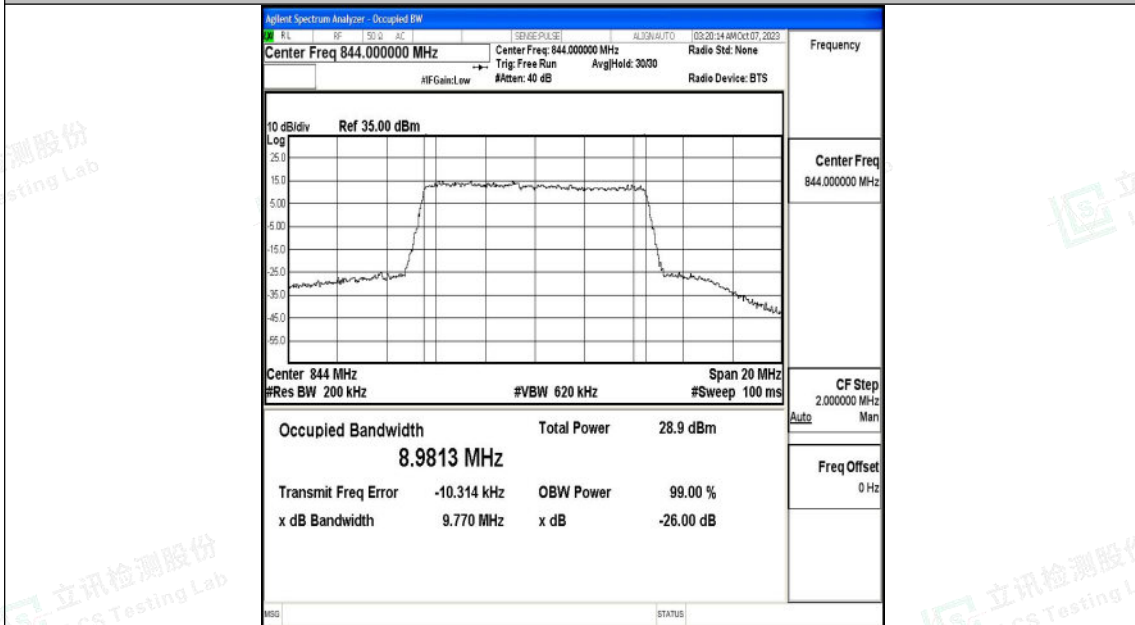 Agilent Spectrum Analyzer - Occupied BW
RL RF 50 Ω AC SENSE:PULSE ALIGNAUTO 03:20:14 AM Oct 07, 2023
Center Freq 844.000000 MHz
Center Freq: 844.000000 MHz
Radio Std: None
Trig: Free Run Avg|Hold: 30/30
#IFGain:Low
#Atten: 40 dB
Radio Device: BTS
Frequency
10 dB/div Ref 35.00 dBm
Log
25.0
15.0
5.00
-5.00
-15.0
-25.0
-35.0
-45.0
-55.0
Center Freq
844.000000 MHz
Center 844 MHz
Span 20 MHz
#Res BW 200 kHz
#VBW 620 kHz
#Sweep 100 ms
CF Step
2.000000 MHz
Auto Man
Occupied Bandwidth
8.9813 MHz
Total Power 28.9 dBm
Freq Offset
0 Hz
Transmit Freq Error -10.314 kHz
OBW Power 99.00 %
x dB Bandwidth 9.770 MHz
x dB -26.00 dB
MSG
STATUS
立讯检测股份
LCS Testing Lab